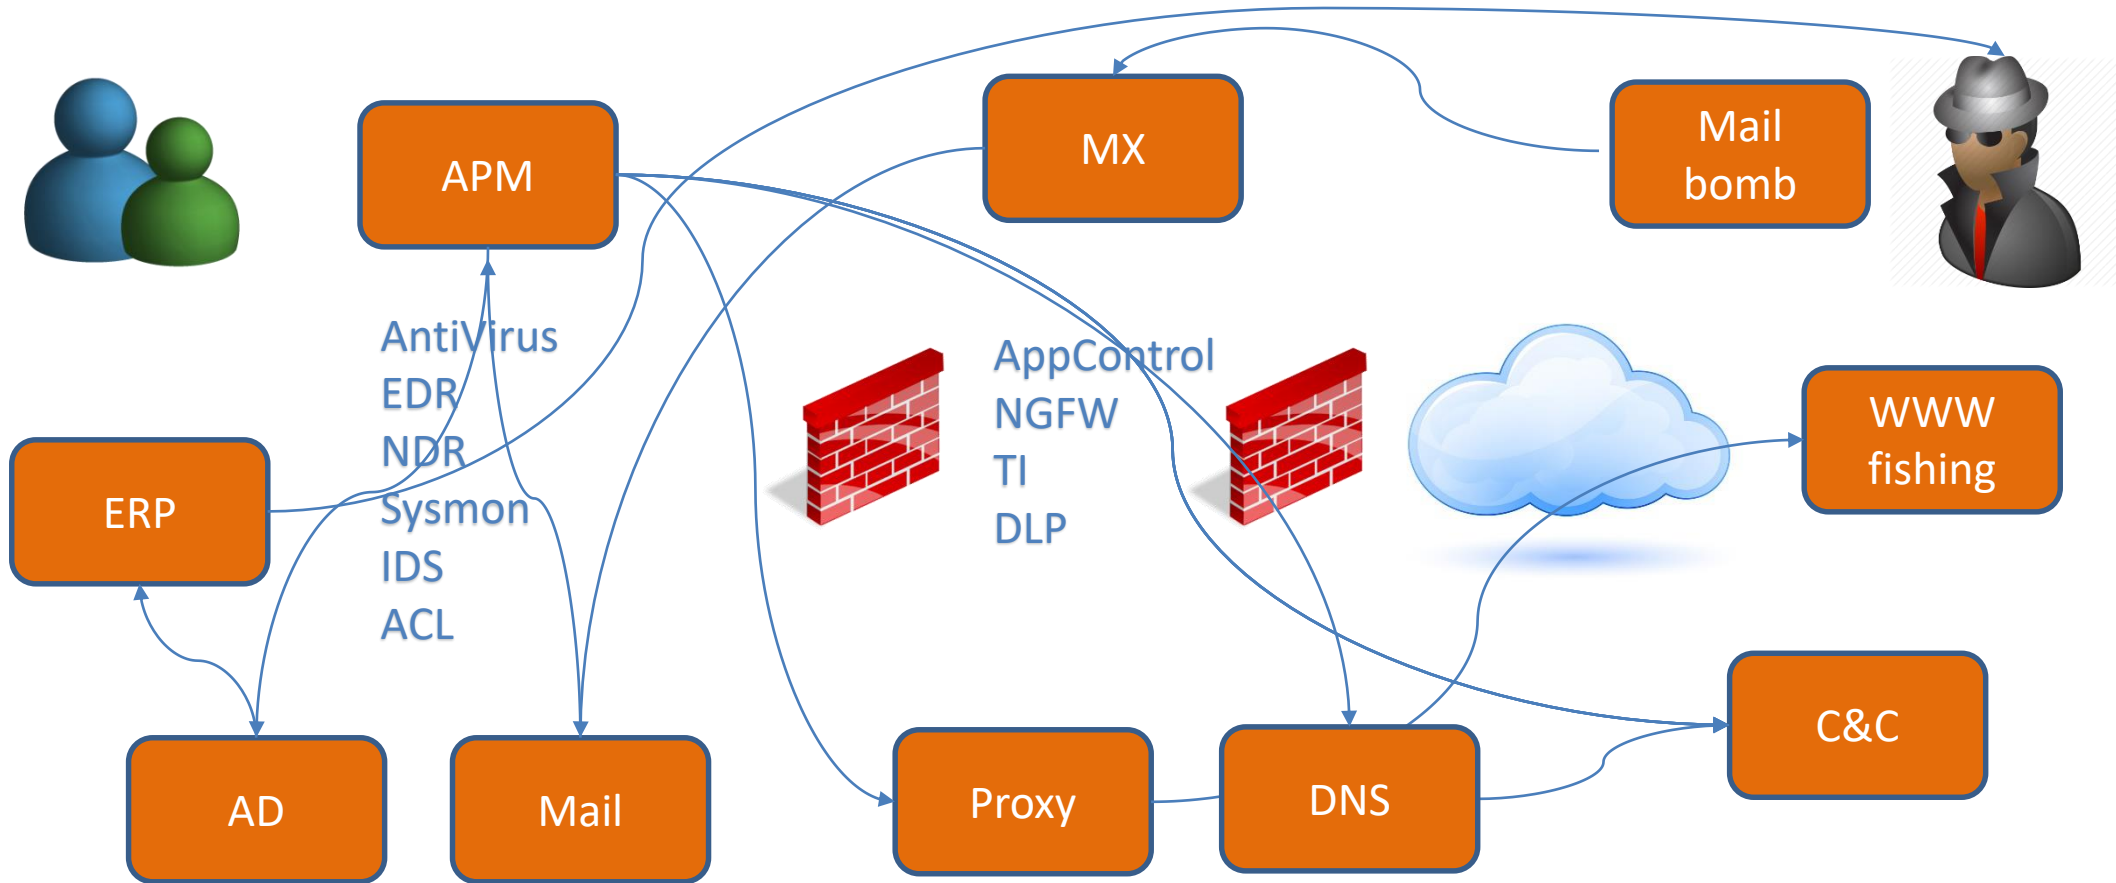 APM
MX
Mail
bomb
AntiVirus
EDR
NDR
Sysmon
IDS
ACL
AppControl
NGFW
TI
DLP
WWW
fishing
ERP
C&C
AD
Mail
Proxy
DNS